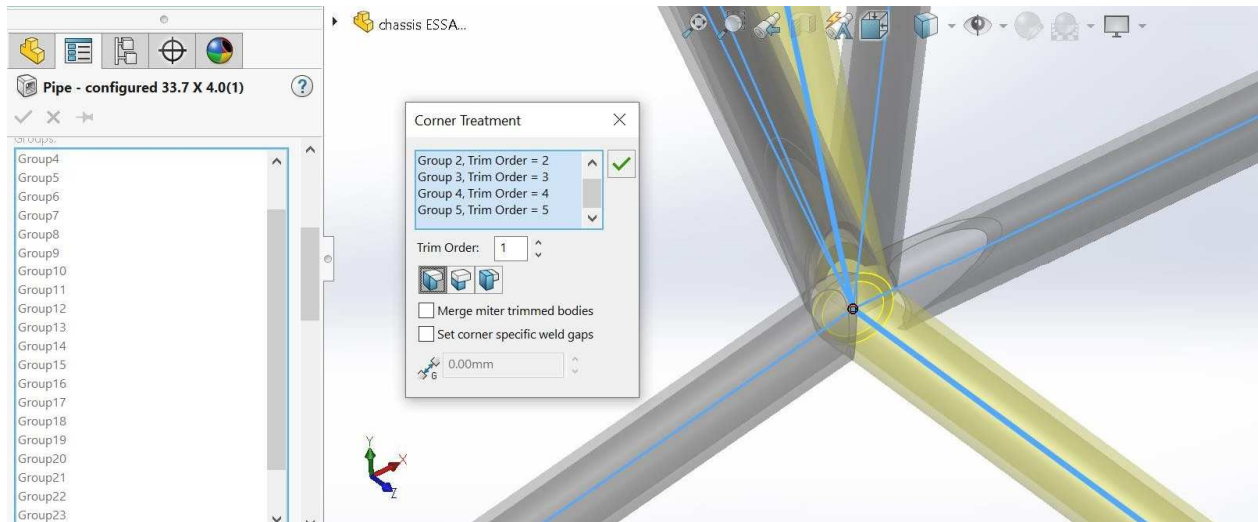 chassis ESSA...
Pipe - configured 33.7 X 4.0(1)
?
Groups:
Group4
Group5
Group6
Group7
Group8
Group9
Group10
Group11
Group12
Group13
Group14
Group15
Group16
Group17
Group18
Group19
Group20
Group21
Group22
Group23
Corner Treatment
Group 2, Trim Order = 2
Group 3, Trim Order = 3
Group 4, Trim Order = 4
Group 5, Trim Order = 5
Trim Order: 1
Merge miter trimmed bodies
Set corner specific weld gaps
G 0.00mm
Y
X
Z